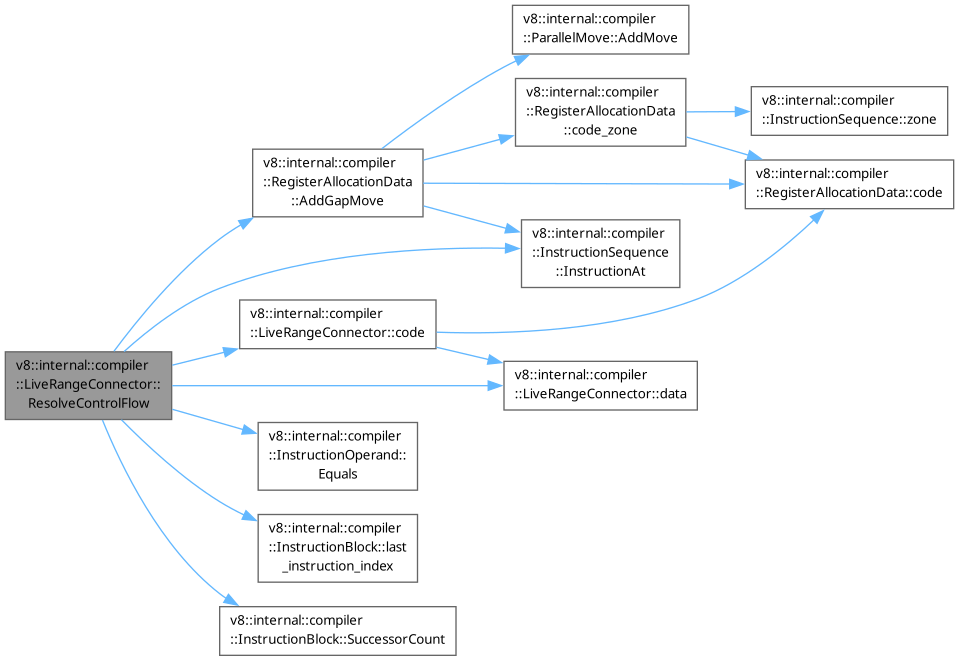 v8::internal::compiler
::ParallelMove::AddMove
v8::internal::compiler
::RegisterAllocationData
::code_zone
v8::internal::compiler
::InstructionSequence::zone
v8::internal::compiler
::RegisterAllocationData
::AddGapMove
v8::internal::compiler
::RegisterAllocationData::code
v8::internal::compiler
::InstructionSequence
::InstructionAt
v8::internal::compiler
::LiveRangeConnector::code
v8::internal::compiler
::LiveRangeConnector::
ResolveControlFlow
v8::internal::compiler
::LiveRangeConnector::data
v8::internal::compiler
::InstructionOperand::
Equals
v8::internal::compiler
::InstructionBlock::last
_instruction_index
v8::internal::compiler
::InstructionBlock::SuccessorCount